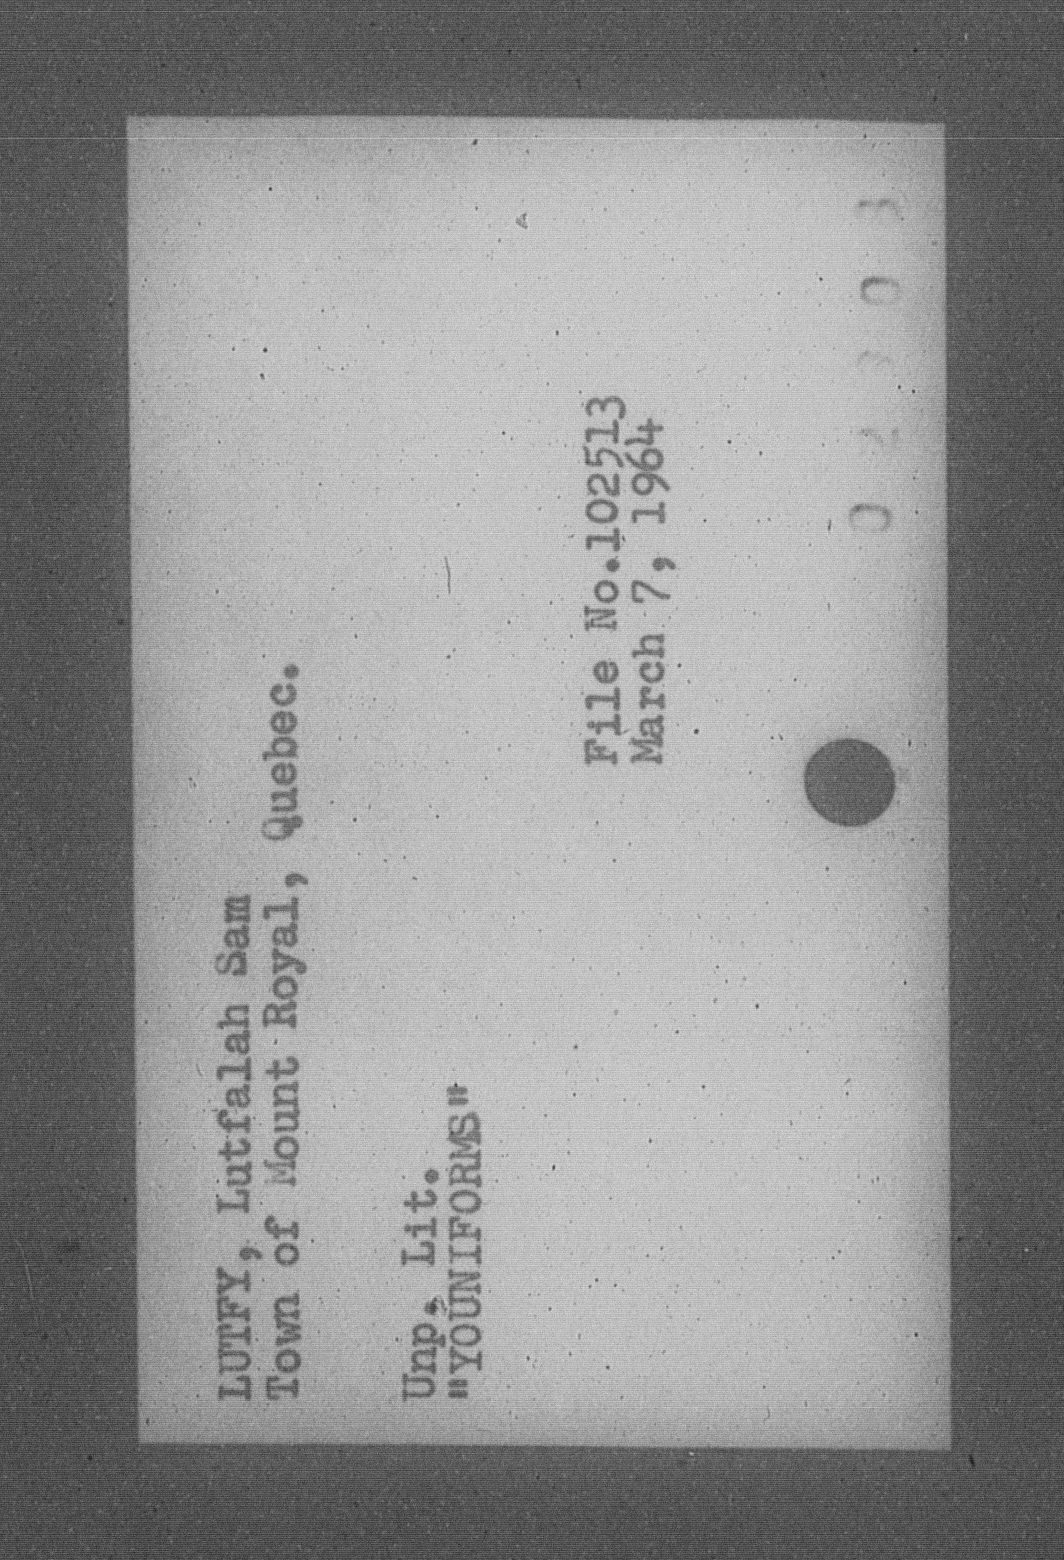 LUTFY, Lutfalah Sam
Town of Mount Royal, Quebec.
Unp. Lit.
"YOUNIFORMS"
File No.102513
March 7, 1964